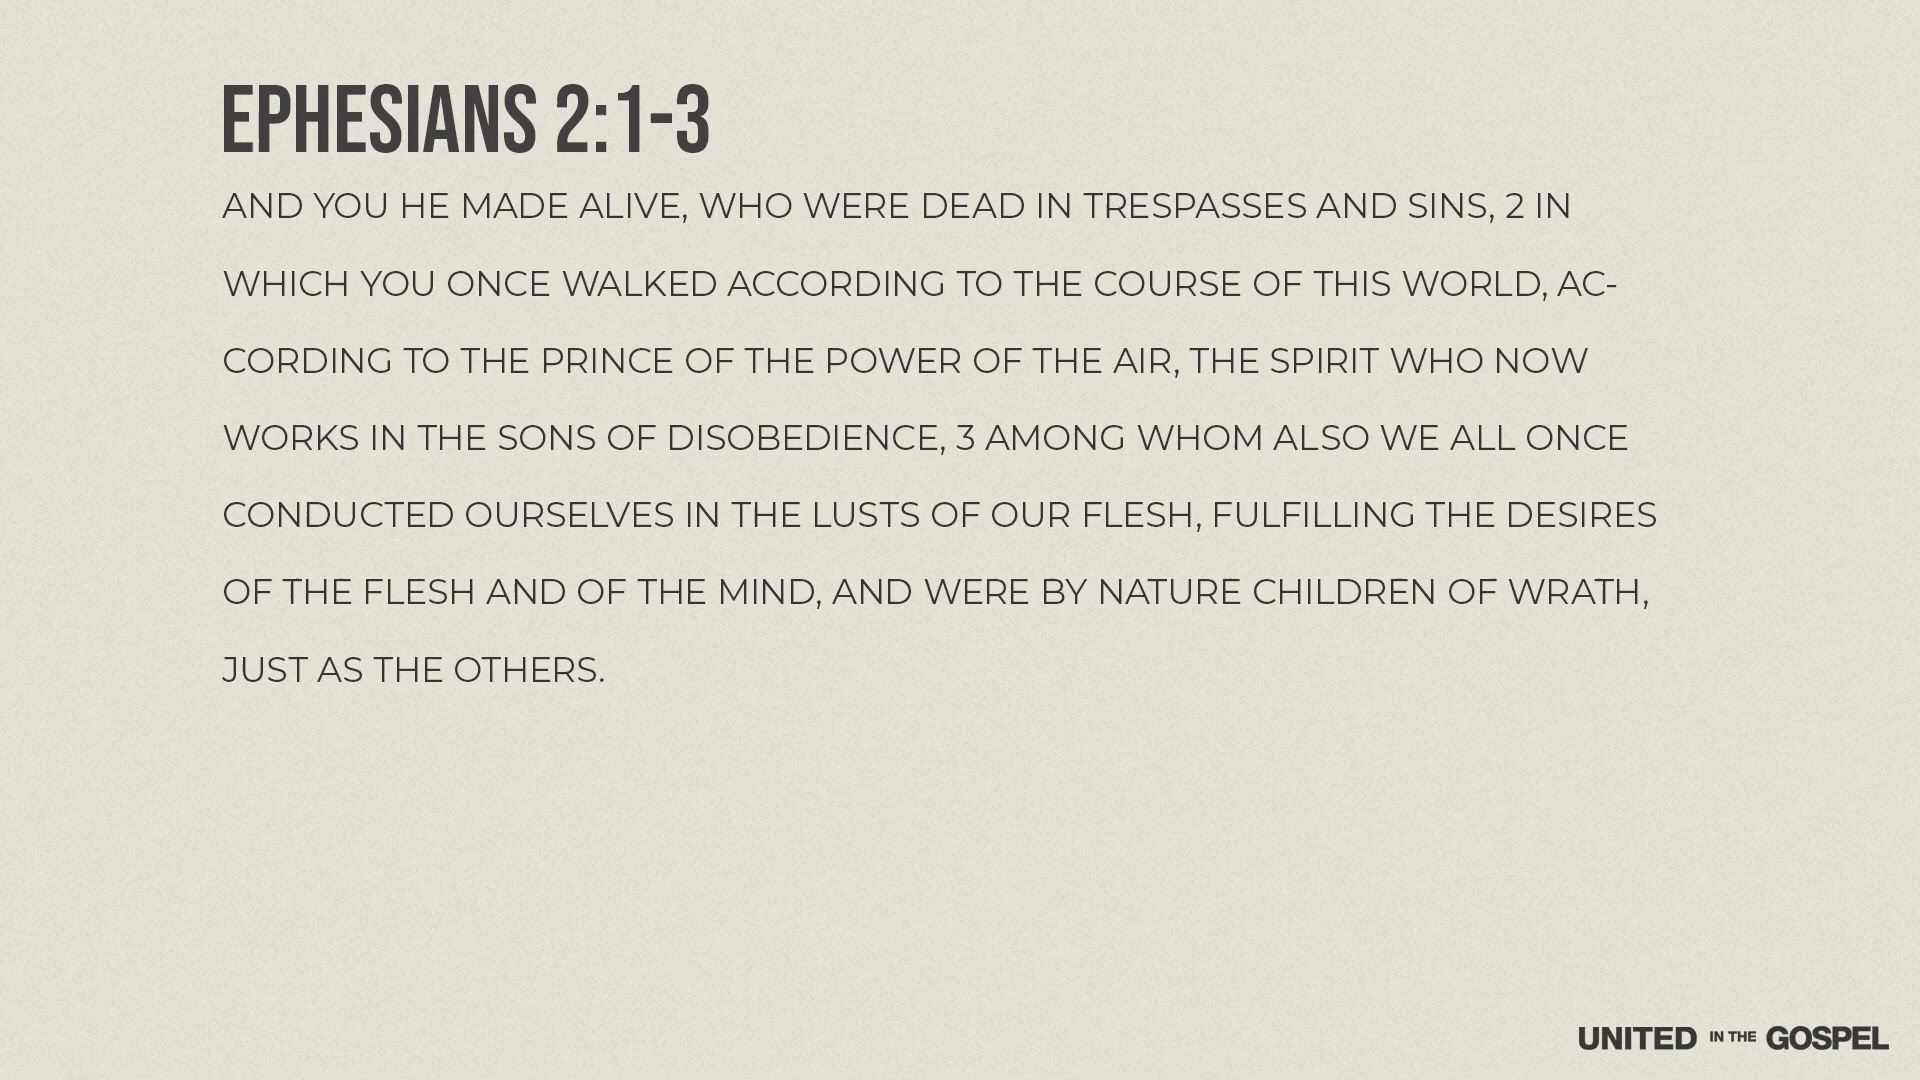 EPHESIANS 2:1-3
AND YOU HE MADE ALIVE, WHO WERE DEAD IN TRESPASSES AND SINS, 2 IN
WHICH YOU ONCE WALKED ACCORDING TO THE COURSE OF THIS WORLD, AC-
CORDING TO THE PRINCE OF THE POWER OF THE AIR, THE SPIRIT WHO NOW
WORKS IN THE SONS OF DISOBEDIENCE, 3 AMONG WHOM ALSO WE ALL ONCE
CONDUCTED OURSELVES IN THE LUSTS OF OUR FLESH, FULFILLING THE DESIRES
OF THE FLESH AND OF THE MIND, AND WERE BY NATURE CHILDREN OF WRATH,
JUST AS THE OTHERS.
UNITED IN THE GOSPEL